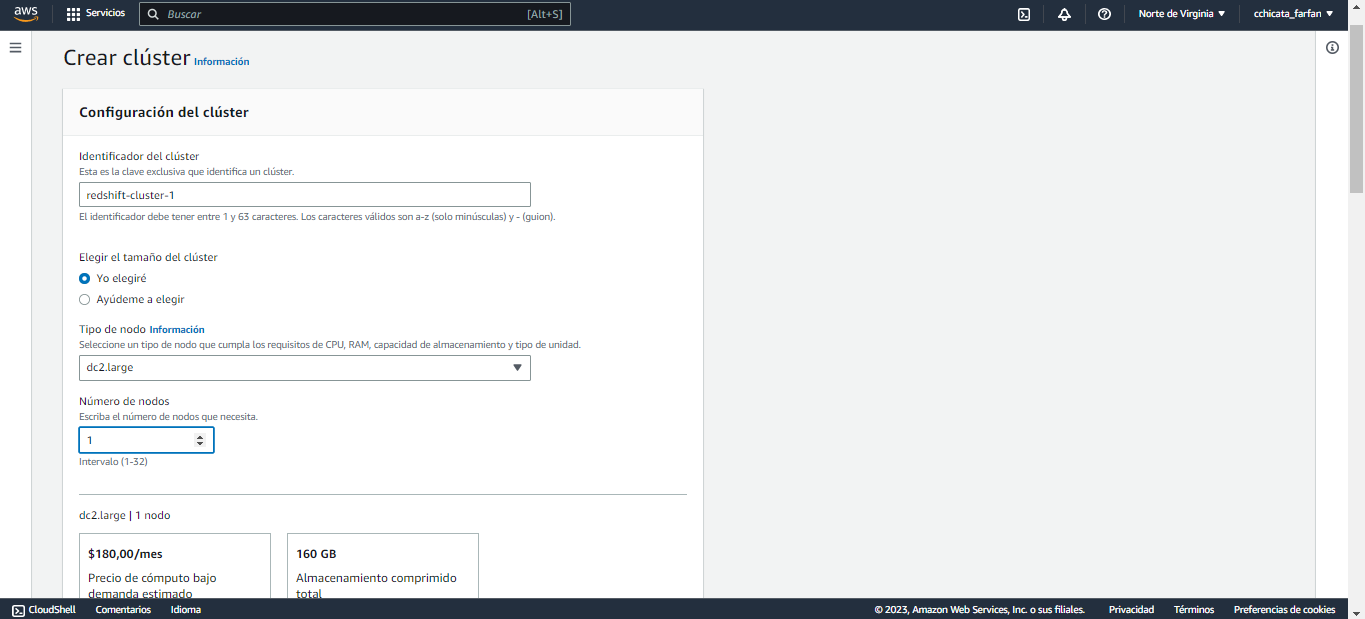 aws
Servicios
Buscar
[Alt+S]
Norte de Virginia
cchicata_farfan
Crear clúster Información
Configuración del clúster
Identificador del clúster
Esta es la clave exclusiva que identifica un clúster.
redshift-cluster-1
El identificador debe tener entre 1 y 63 caracteres. Los caracteres válidos son a-z (solo minúsculas) y - (guion).
Elegir el tamaño del clúster
Yo elegiré
Ayúdeme a elegir
Tipo de nodo Información
Seleccione un tipo de nodo que cumpla los requisitos de CPU, RAM, capacidad de almacenamiento y tipo de unidad.
dc2.large
Número de nodos
Escriba el número de nodos que necesita.
1
Intervalo (1-32)
dc2.large | 1 nodo
$180,00/mes
Precio de cómputo bajo
demanda estimado
160 GB
Almacenamiento comprimido
total
CloudShell
Comentarios
Idioma
© 2023, Amazon Web Services, Inc. o sus filiales.
Privacidad
Términos
Preferencias de cookies